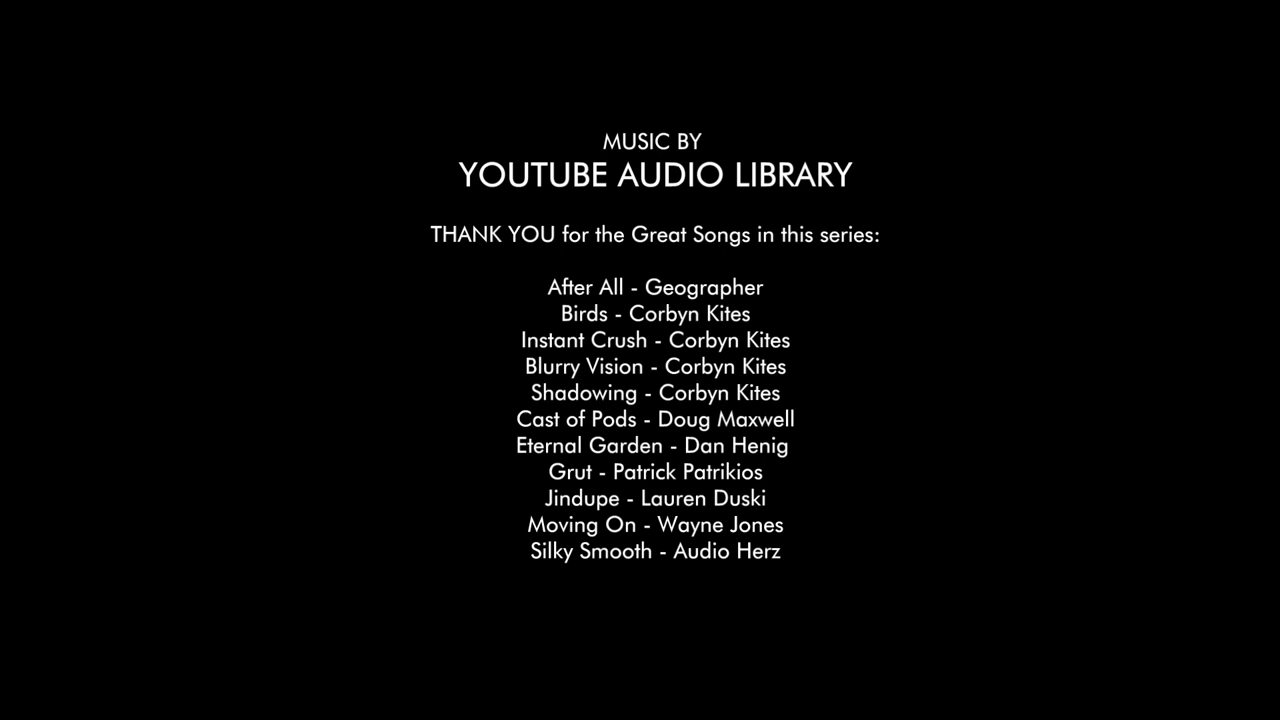 MUSIC BY
YOUTUBE AUDIO LIBRARY
THANK YOU for the Great Songs in this series:
After All - Geographer
Birds - Corbyn Kites
Instant Crush - Corbyn Kites
Blurry Vision - Corbyn Kites
Shadowing - Corbyn Kites
Cast of Pods - Doug Maxwell
Eternal Garden - Dan Henig
Grut - Patrick Patrikios
Jindupe - Lauren Duski
Moving On - Wayne Jones
Silky Smooth - Audio Herz